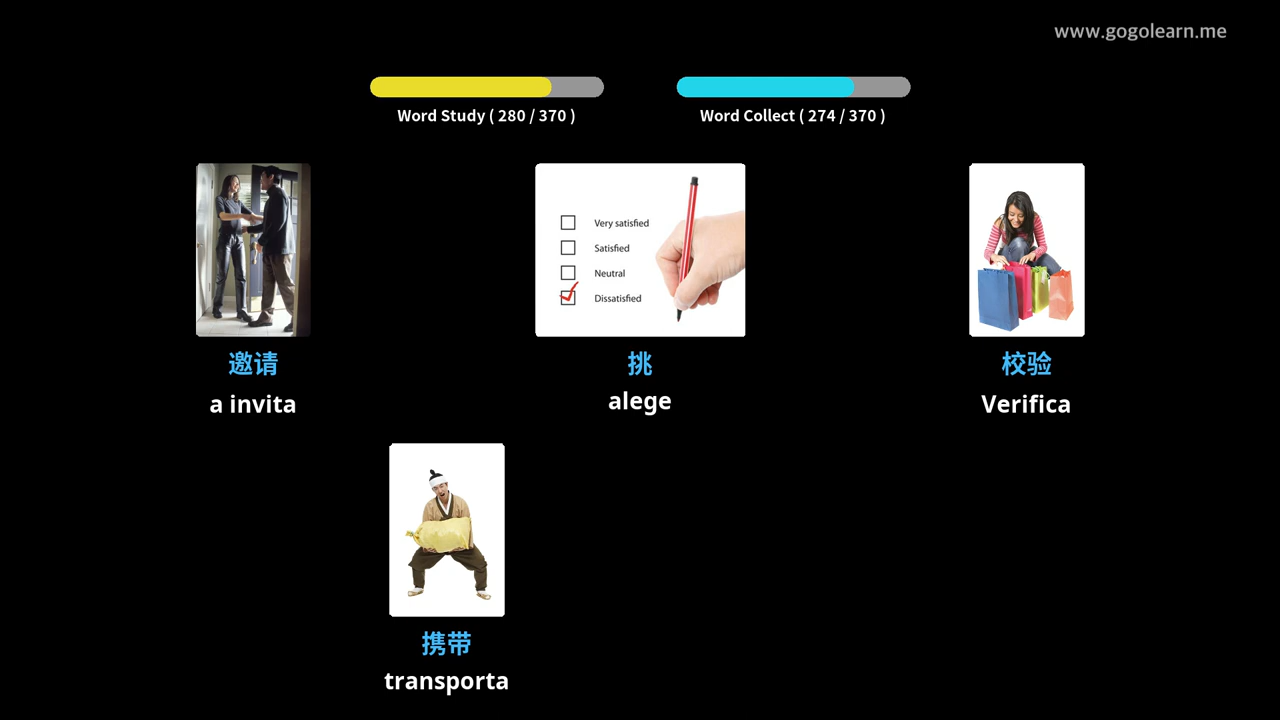 www.gogolearn.me
Word Study ( 280 / 370 )
Word Collect ( 274 / 370 )
Very satisfied
Satisfied
Neutral
Dissatisfied
邀请
挑
校验
a invita
alege
Verifica
携带
transporta